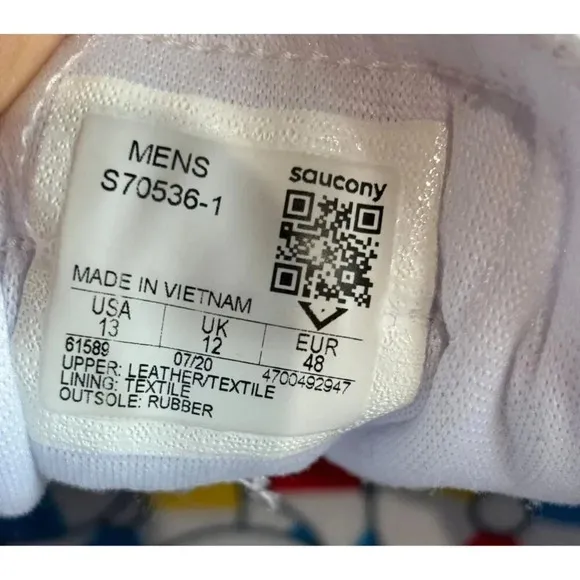 MENS
S70536-1
saucony
MADE IN VIETNAM
USA UK EUR
13 12 48
61589 07/20 4700492947
UPPER: LEATHER/TEXTILE
LINING: TEXTILE
OUTSOLE: RUBBER